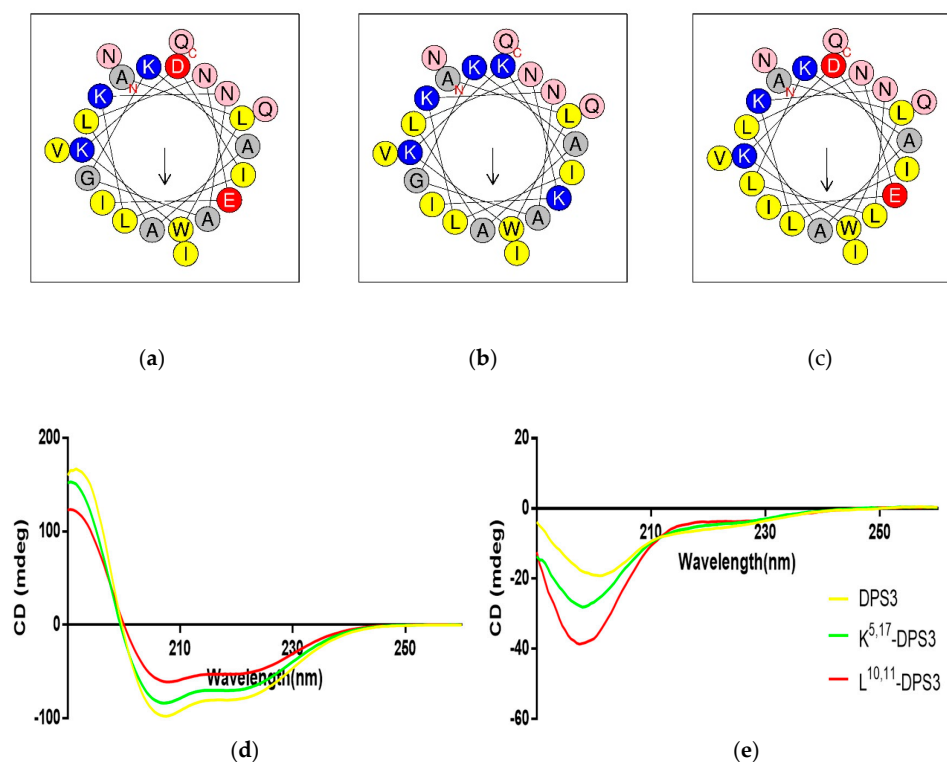 Q
C
N K D N
A N
K N
L L Q
V K A
G I
I E
L A W A
I
Q
C
N K K N
A N
K N
L L Q
V K A
G I
I K
L A W A
I
Q
C
N K D N
A N
K N
L L Q
V K A
L I
I E
L A W L
I
(a) (b) (c)
200
100
0
-100
CD (mdeg)
210 230 250
Wavelength(nm)
(d)
20
0
-20
-40
-60
CD (mdeg)
210 230 250
Wavelength(nm)
DPS3
K5,17-DPS3
L10,11-DPS3
(e)